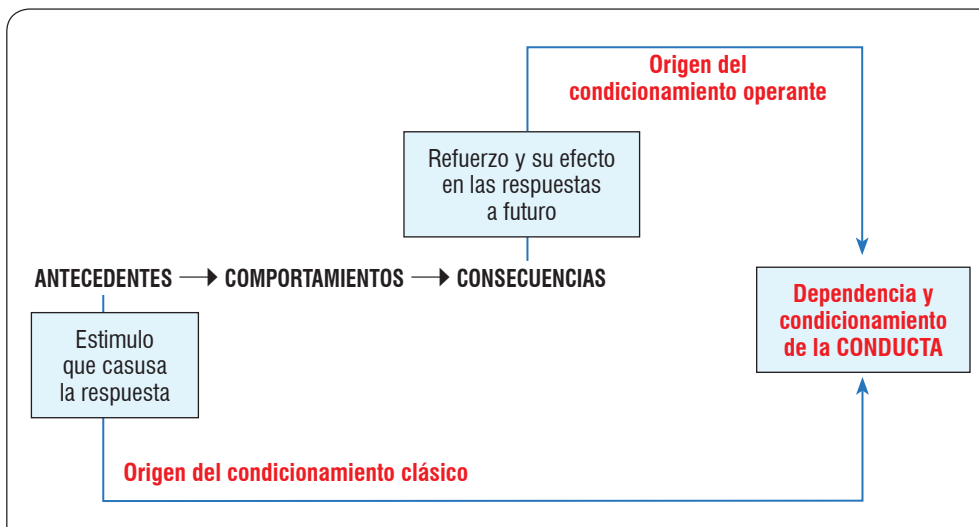 Origen del
condicionamiento operante
Refuerzo y su efecto
en las respuestas
a futuro
ANTECEDENTES COMPORTAMIENTOS CONSECUENCIAS
Estimulo
que casusa
la respuesta
Dependencia y
condicionamiento
de la CONDUCTA
Origen del condicionamiento clásico